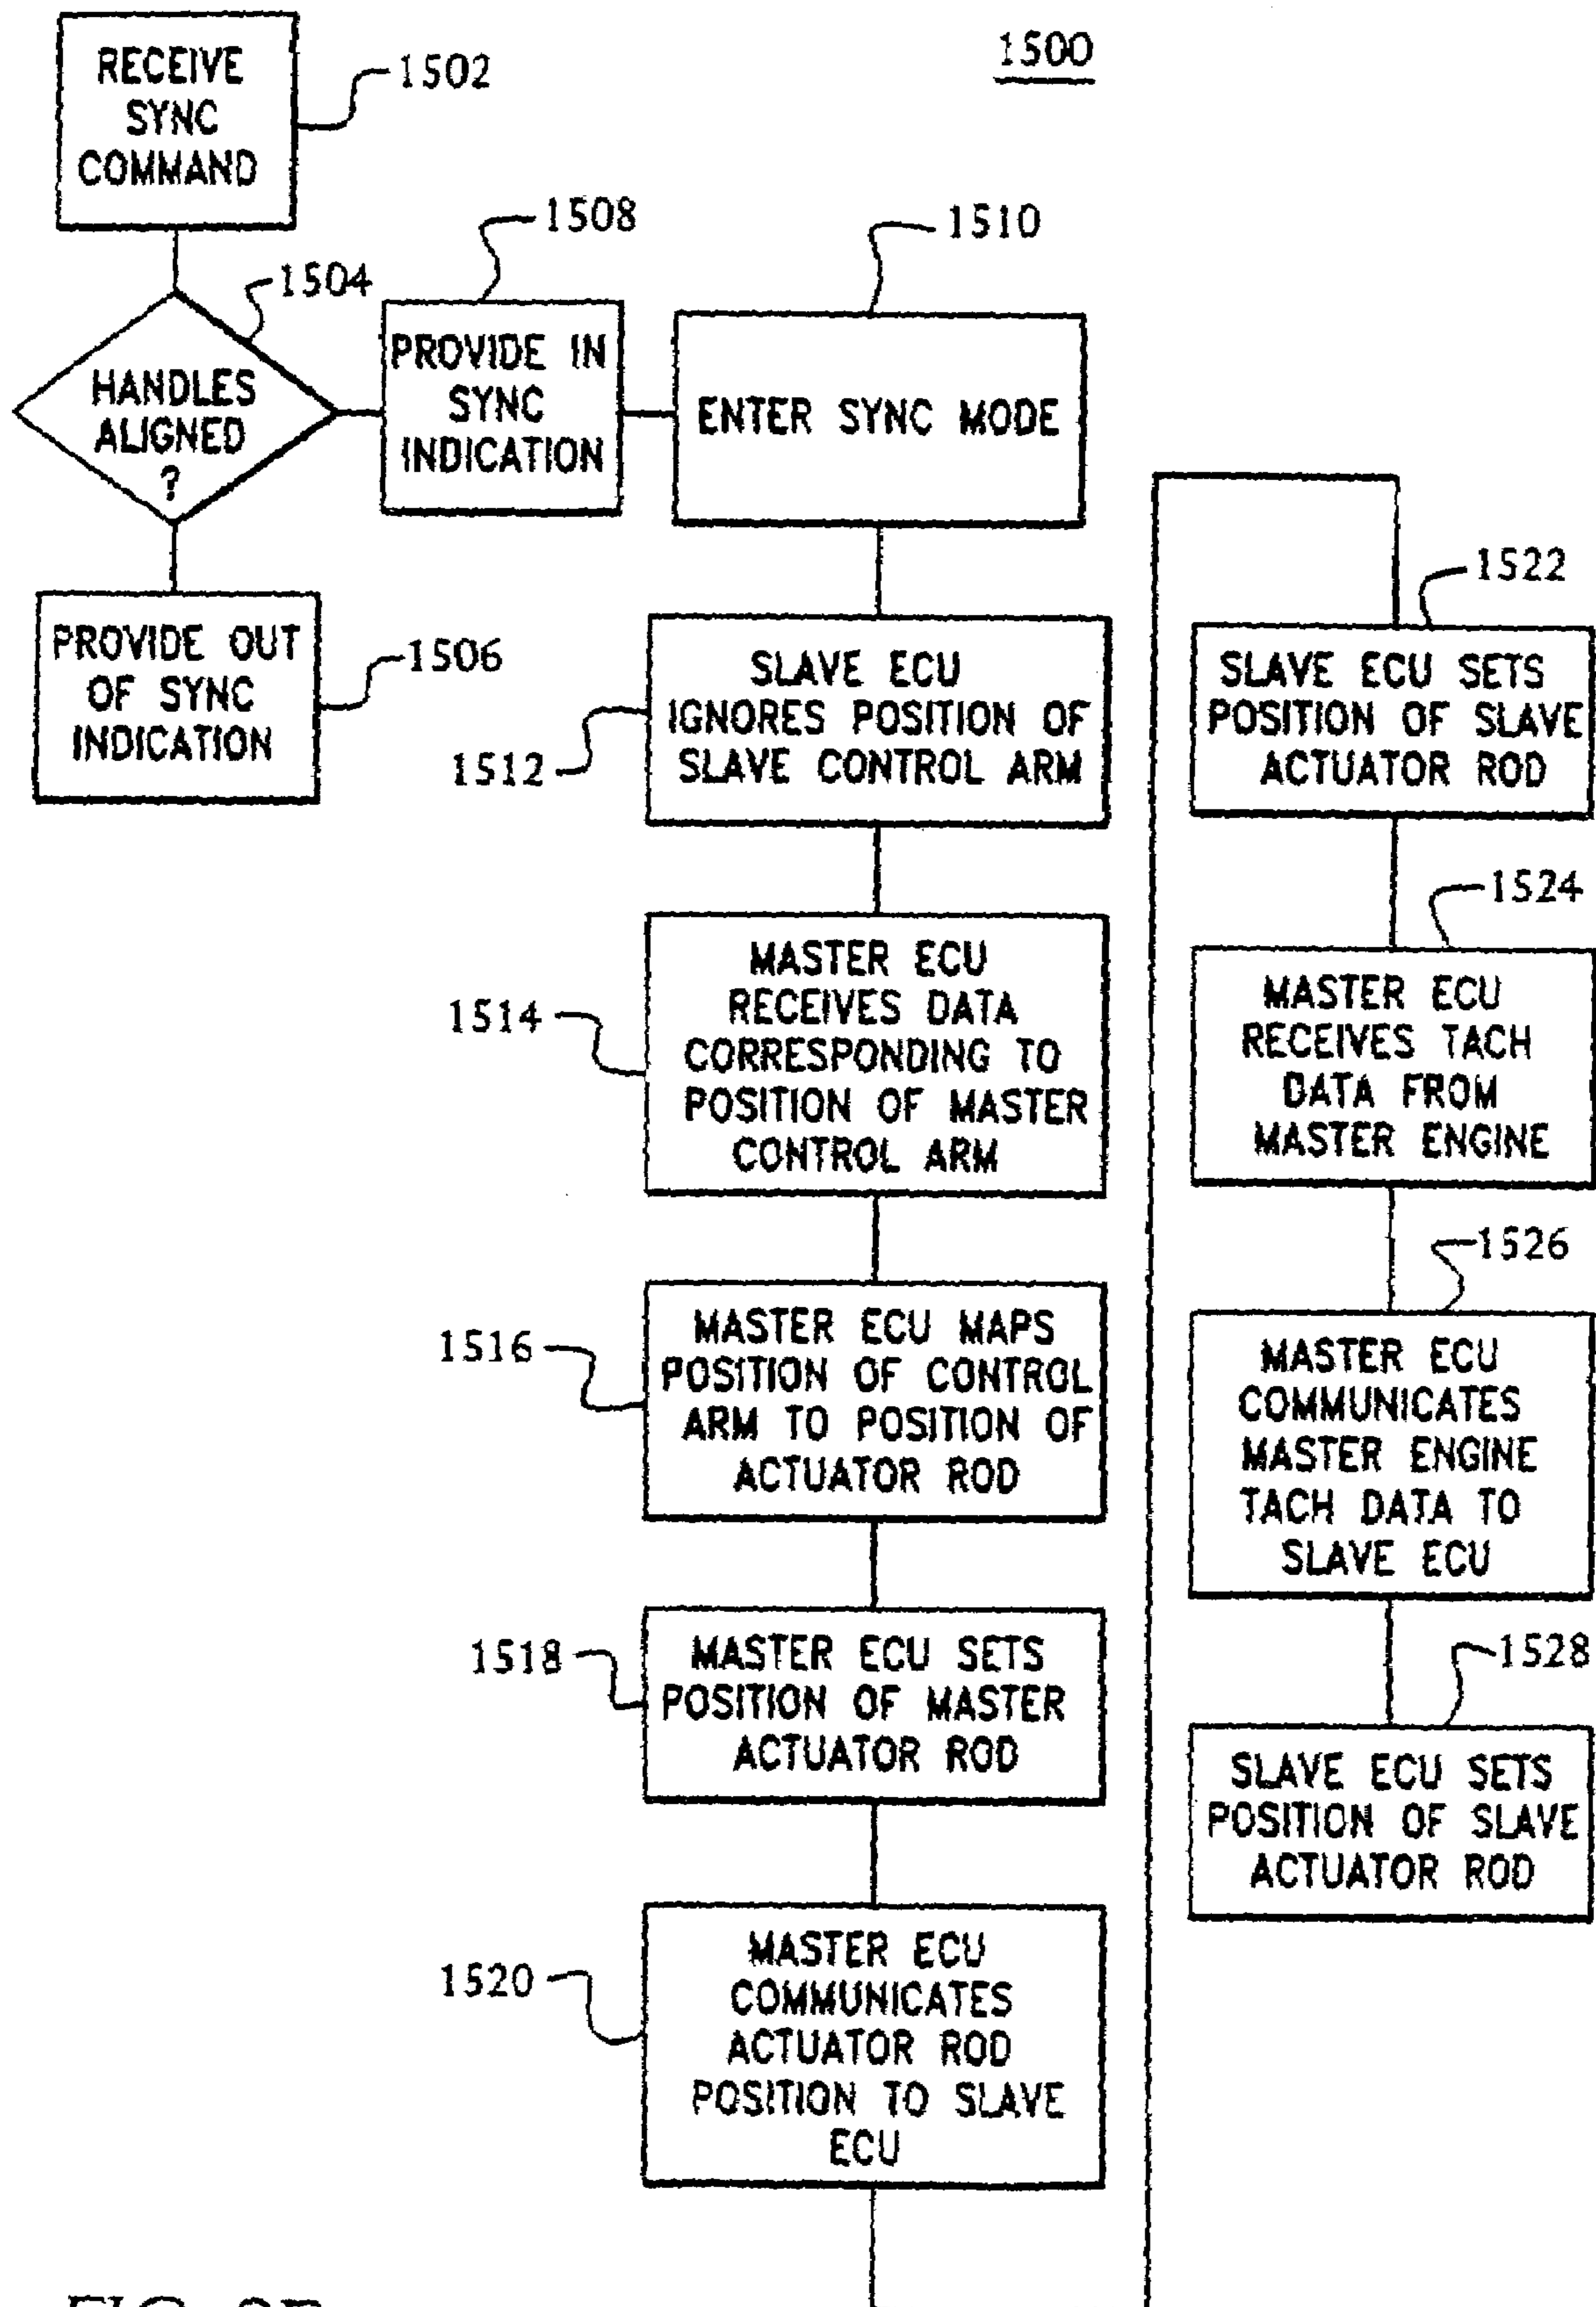 1500
RECEIVE
SYNC
COMMAND
1502
1504
HANDLES
ALIGNED
?
PROVIDE OUT
OF SYNC
INDICATION
1506
1508
PROVIDE IN
SYNC
INDICATION
1510
ENTER SYNC MODE
SLAVE ECU
IGNORES POSITION OF
SLAVE CONTROL ARM
1512
MASTER ECU
RECEIVES DATA
CORRESPONDING TO
POSITION OF MASTER
CONTROL ARM
1514
MASTER ECU MAPS
POSITION OF CONTROL
ARM TO POSITION OF
ACTUATOR ROD
1516
MASTER ECU SETS
POSITION OF MASTER
ACTUATOR ROD
1518
MASTER ECU
COMMUNICATES
ACTUATOR ROD
POSITION TO SLAVE
ECU
1520
1522
SLAVE ECU SETS
POSITION OF SLAVE
ACTUATOR ROD
1524
MASTER ECU
RECEIVES TACH
DATA FROM
MASTER ENGINE
1526
MASTER ECU
COMMUNICATES
MASTER ENGINE
TACH DATA TO
SLAVE ECU
1528
SLAVE ECU SETS
POSITION OF SLAVE
ACTUATOR ROD